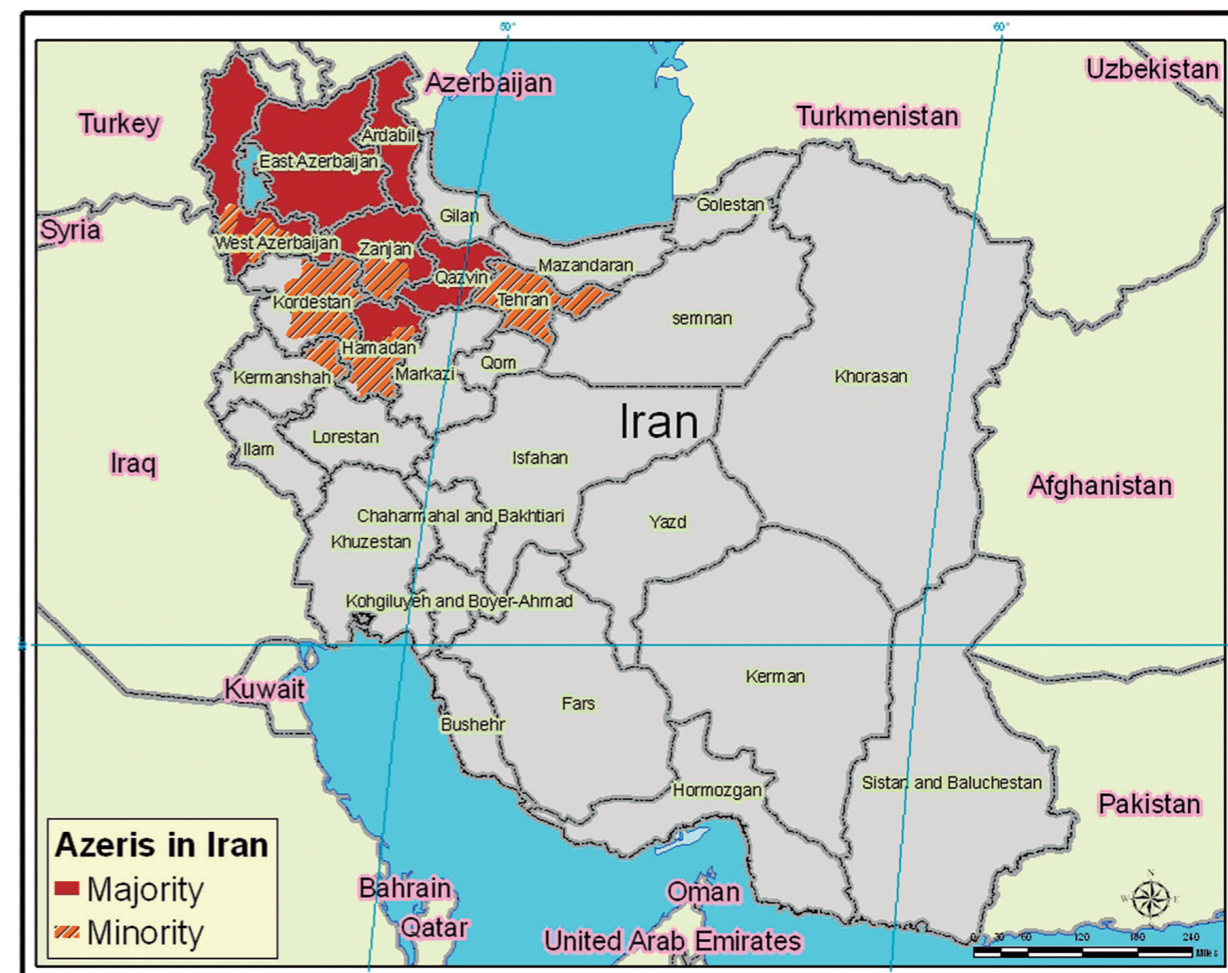 50°
60°
Uzbekistan
Azerbaijan
Turkmenistan
Turkey
Ardabil
East Azerbaijan
Golestan
Gilan
Syria
West Azerbaijan
Zanjan
Mazandaran
Qazvin
Kordestan
Tehran
semnan
Hamadan
Qom
Markazi
Kermanshah
Khorasan
Iran
Lorestan
Ilam
Isfahan
Iraq
Afghanistan
Chaharmahal and Bakhtiari
Yazd
Khuzestan
Kohgiluyeh and Boyer-Ahmad
Kerman
Kuwait
Fars
Bushehr
Sistan and Baluchestan
Hormozgan
Pakistan
Azeris in Iran
Majority
Minority
Bahrain
Oman
Qatar
United Arab Emirates
N
W E
0 30 60 120 180 240
Miles